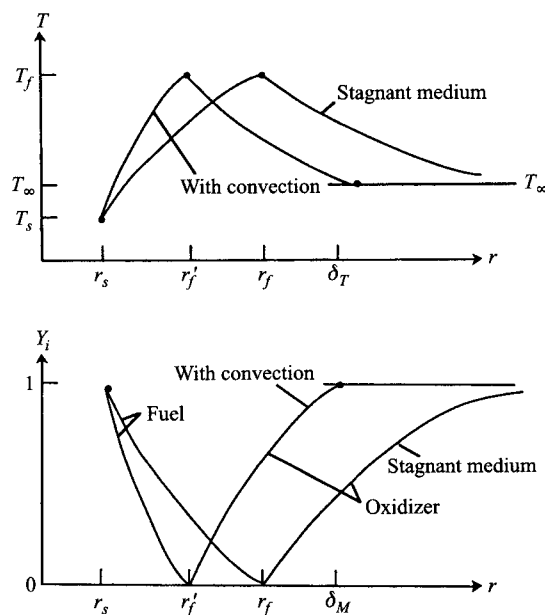 T
T_f
Stagnant medium
With convection
T_∞
T_∞
T_s
r_s r_f' r_f δ_T r
Y_i
With convection
1
Fuel
Stagnant medium
Oxidizer
0
r_s r_f' r_f δ_M r